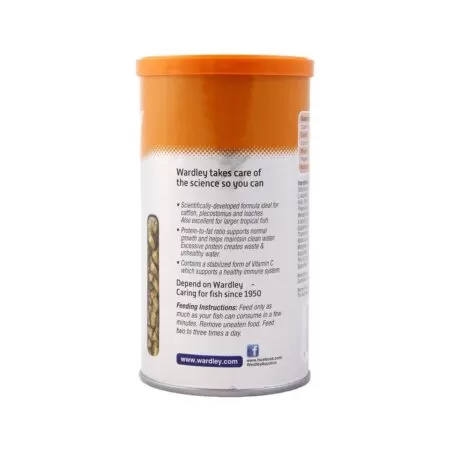 Wardley takes care of
the science so you can
• Scientifically-developed formula ideal for
catfish, plecostomus and loaches
Also excellent for larger tropical fish.
• Protein-to-fat ratio supports normal
growth and helps maintain clean water.
Excessive protein creates waste &
unhealthy water.
• Contains a stabilized form of Vitamin C
which supports a healthy immune system.
Depend on Wardley -
Caring for fish since 1950
Feeding Instructions: Feed only as
much as your fish can consume in a few
minutes. Remove uneaten food. Feed
two to three times a day.
www.wardley.com
f
www.facebook.com/
WardleyAquatics